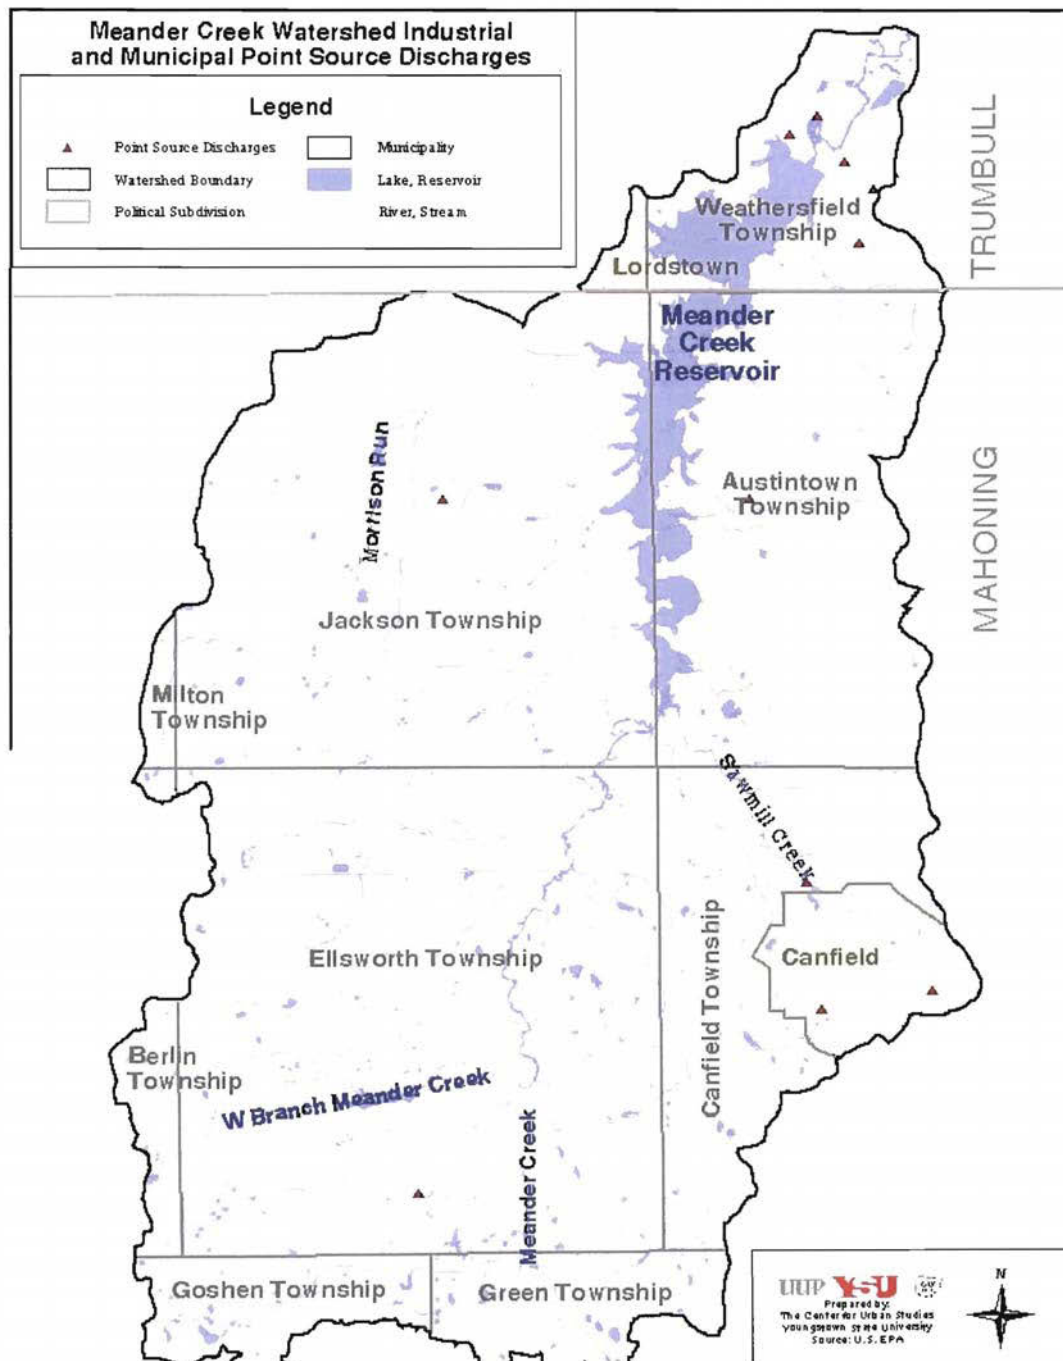 Meander Creek Watershed Industrial
and Municipal Point Source Discharges
Legend
Point Source Discharges
Municipality
Watershed Boundary
Lake, Reservoir
Political Subdivision
River, Stream
TRUMBULL
Weathersfield
Township
Lordstown
Meander
Creek
Reservoir
Morrison Run
Austintown
Township
MAHONING
Jackson Township
Milton
Township
Sawmill Creek
Canfield Township
Ellsworth Township
Canfield
Berlin
Township
W Branch Meander Creek
Meander Creek
Goshen Township
Green Township
UUP YSU
N
Prepared by:
The Center for Urban Studies
Youngstown State University
Source: U.S. EPA